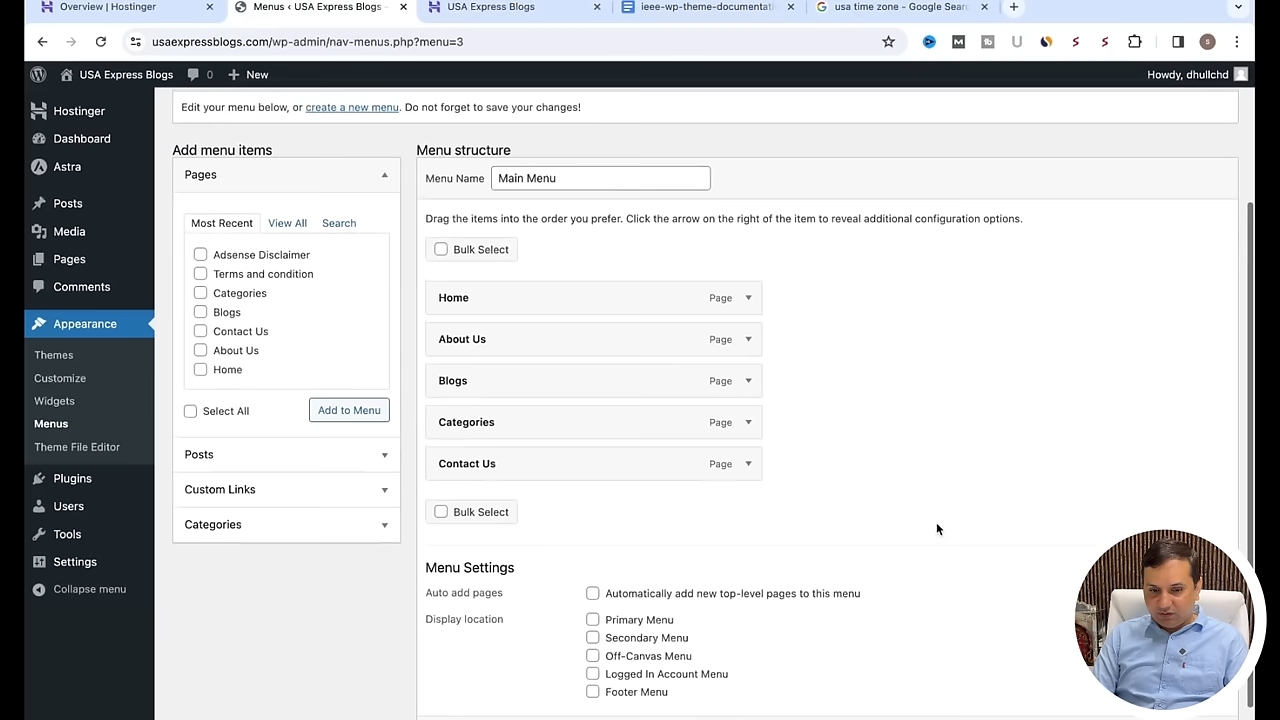 Overview | Hostinger
Menus ‹ USA Express Blogs
USA Express Blogs
ieee-wp-theme-documentati
usa time zone - Google Sear
usaexpressblogs.com/wp-admin/nav-menus.php?menu=3
USA Express Blogs 0 New
Howdy, dhullchd
Hostinger
Dashboard
Astra
Posts
Media
Pages
Comments
Appearance
Themes
Customize
Widgets
Menus
Theme File Editor
Plugins
Users
Tools
Settings
Collapse menu
Edit your menu below, or create a new menu. Do not forget to save your changes!
Add menu items
Pages
Most Recent View All Search
Adsense Disclaimer
Terms and condition
Categories
Blogs
Contact Us
About Us
Home
Select All Add to Menu
Posts
Custom Links
Categories
Menu structure
Menu Name Main Menu
Drag the items into the order you prefer. Click the arrow on the right of the item to reveal additional configuration options.
Bulk Select
Home Page
About Us Page
Blogs Page
Categories Page
Contact Us Page
Bulk Select
Menu Settings
Auto add pages Automatically add new top-level pages to this menu
Display location Primary Menu
Secondary Menu
Off-Canvas Menu
Logged In Account Menu
Footer Menu